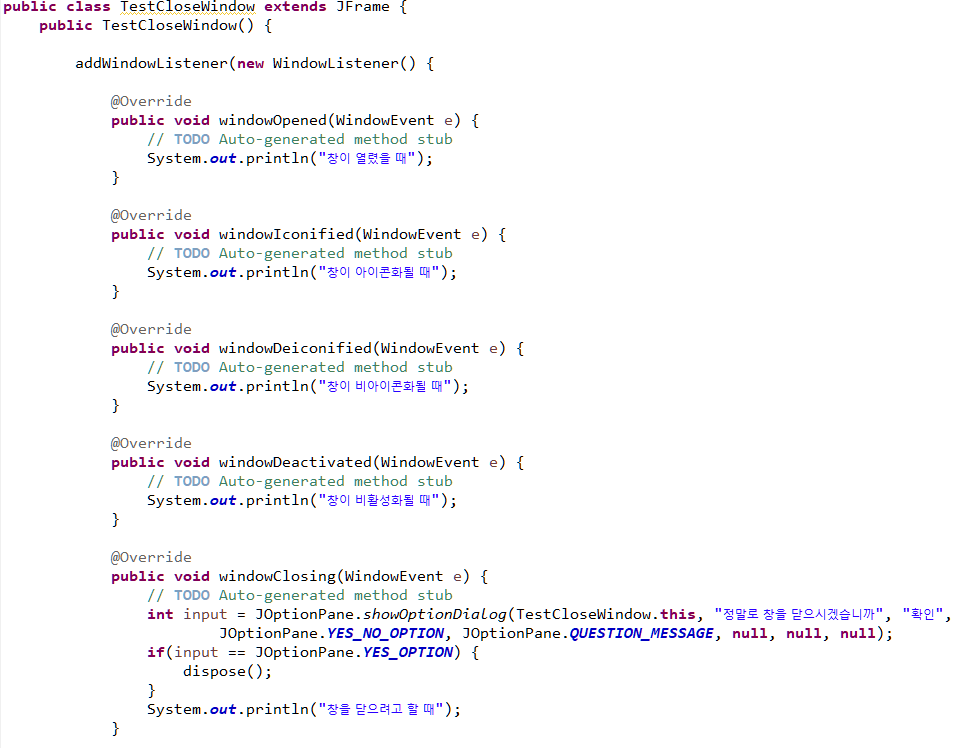 public class TestCloseWindow extends JFrame {
public TestCloseWindow() {
addWindowListener(new WindowListener() {
@Override
public void windowOpened(WindowEvent e) {
// TODO Auto-generated method stub
System.out.println("창이 열렸을 때");
}
@Override
public void windowIconified(WindowEvent e) {
// TODO Auto-generated method stub
System.out.println("창이 아이콘화될 때");
}
@Override
public void windowDeiconified(WindowEvent e) {
// TODO Auto-generated method stub
System.out.println("창이 비아이콘화될 때");
}
@Override
public void windowDeactivated(WindowEvent e) {
// TODO Auto-generated method stub
System.out.println("창이 비활성화될 때");
}
@Override
public void windowClosing(WindowEvent e) {
// TODO Auto-generated method stub
int input = JOptionPane.showOptionDialog(TestCloseWindow.this, "정말로 창을 닫으시겠습니까", "확인",
JOptionPane.YES_NO_OPTION, JOptionPane.QUESTION_MESSAGE, null, null, null);
if(input == JOptionPane.YES_OPTION) {
dispose();
}
System.out.println("창을 닫으려고 할 때");
}